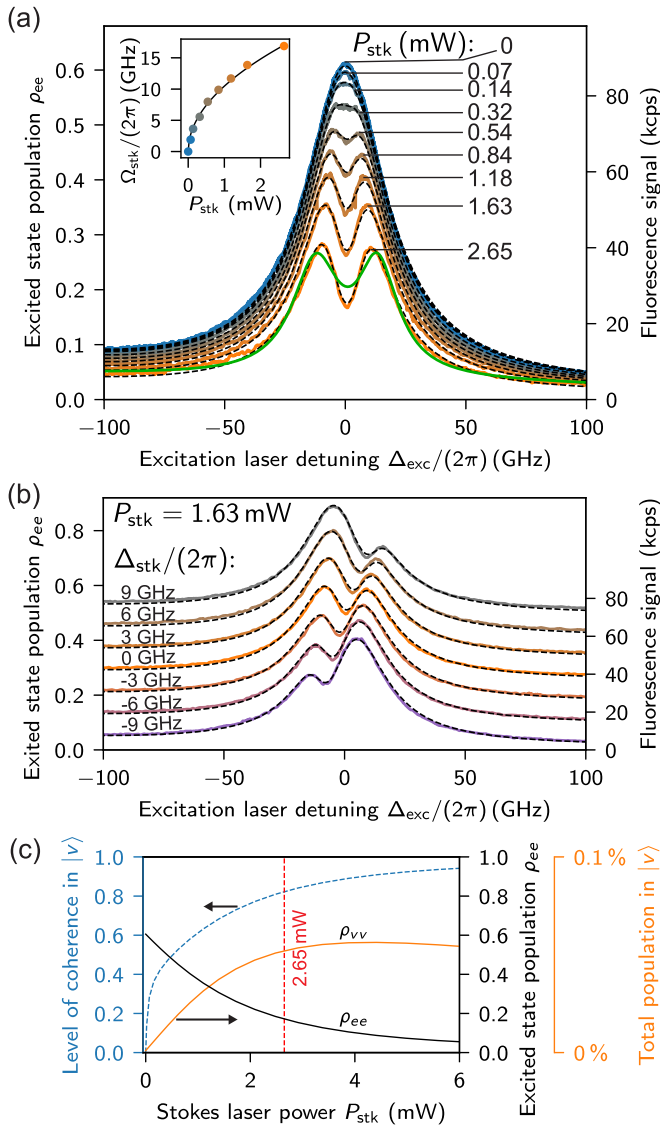 (a)
P_stk (mW): 0
0.07
0.14
0.32
0.54
0.84
1.18
1.63
2.65
Ω_stk/(2π) (GHz)
15
10
5
0
0 1 2
P_stk (mW)
Excited state population ρ_ee
0.6
0.5
0.4
0.3
0.2
0.1
0.0
Fluorescence signal (kcps)
80
60
40
20
0
−100 −50 0 50 100
Excitation laser detuning Δ_exc/(2π) (GHz)
(b)
P_stk = 1.63 mW
Δ_stk/(2π):
9 GHz
6 GHz
3 GHz
0 GHz
-3 GHz
-6 GHz
-9 GHz
Exited state population ρ_ee
0.8
0.6
0.4
0.2
0.0
Fluorescence signal (kcps)
80
60
40
20
0
−100 −50 0 50 100
Excitation laser detuning Δ_exc/(2π) (GHz)
(c)
Level of coherence in |v⟩
1.0
0.8
0.6
0.4
0.2
0.0
ρ_vv
ρ_ee
2.65 mW
1.0
0.8
0.6
0.4
0.2
0.0
Excited state population ρ_ee
0.1 %
0 %
Total population in |v⟩
0 2 4 6
Stokes laser power P_stk (mW)